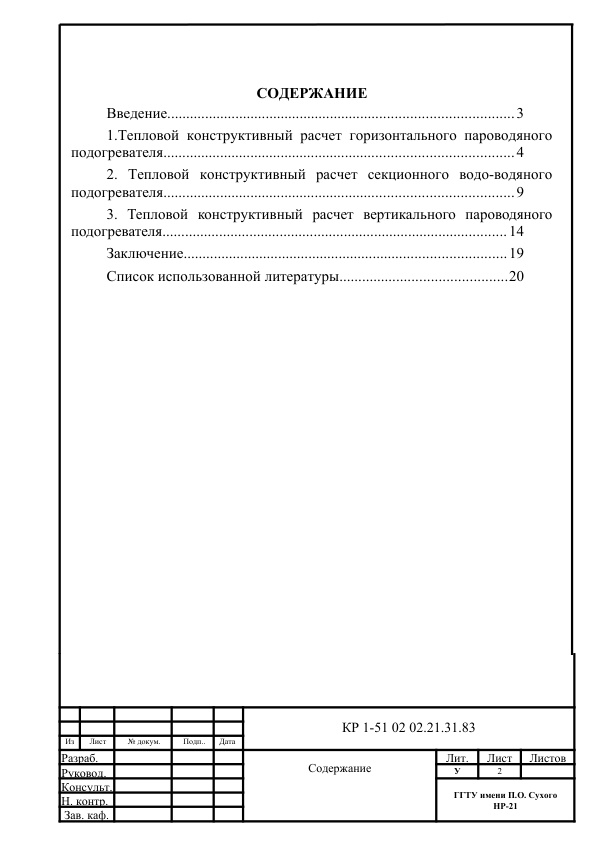 СОДЕРЖАНИЕ
Введение............................................................................................3
1.Тепловой конструктивный расчет горизонтального пароводяного
подогревателя.............................................................................................4
2. Тепловой конструктивный расчет секционного водо-водяного
подогревателя.............................................................................................9
3. Тепловой конструктивный расчет вертикального пароводяного
подогревателя...........................................................................................14
Заключение......................................................................................19
Список использованной литературы.............................................20
КР 1-51 02 02.21.31.83
Из Лист № докум. Подп.. Дата
Разраб.
Руковод.
Консульт.
Н. контр.
Зав. каф.
Содержание
Лит. Лист Листов
У 2
ГГТУ имени П.О. Сухого
НР-21